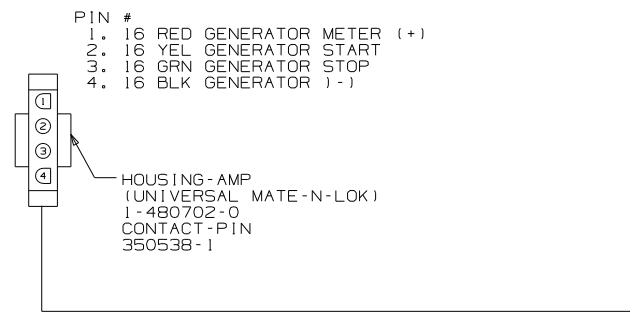 PIN #
1. 16 RED GENERATOR METER (+)
2. 16 YEL GENERATOR START
3. 16 GRN GENERATOR STOP
4. 16 BLK GENERATOR )-)
1
2
3
4
HOUSING-AMP
(UNIVERSAL MATE-N-LOK)
1-480702-0
CONTACT-PIN
350538-1